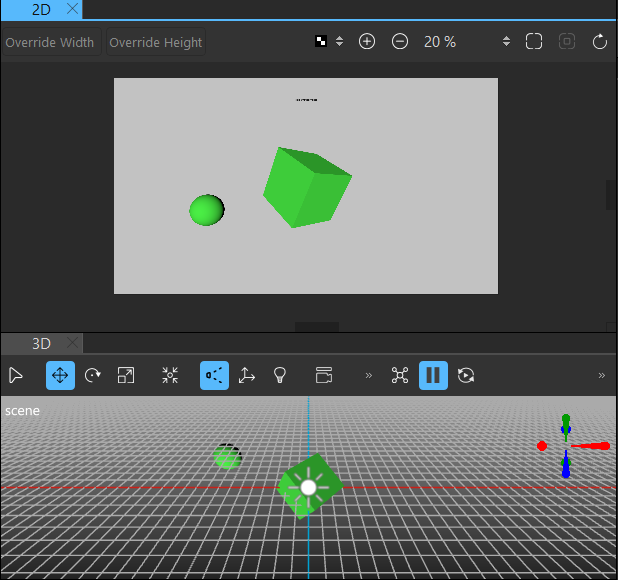 2D
Override Width Override Height 20 %
3D
» »
scene